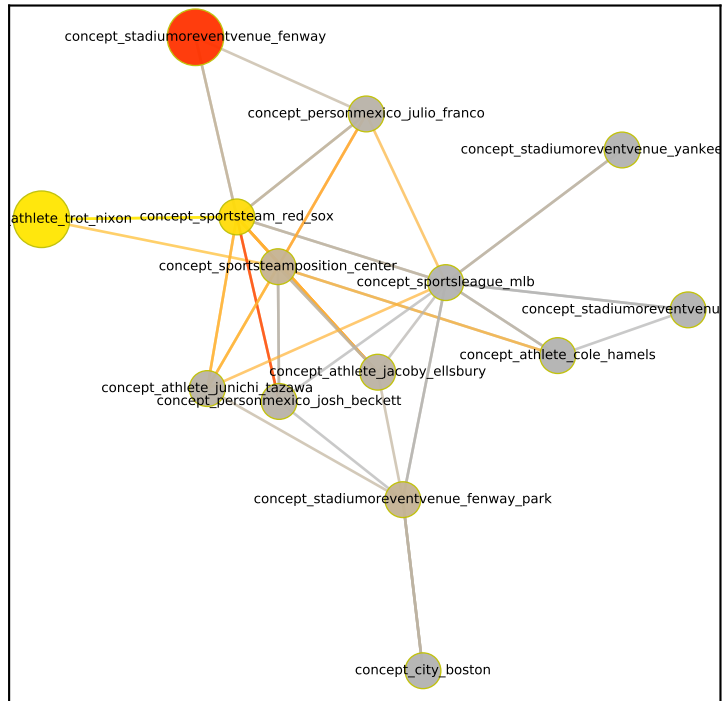 concept_stadiumoreventvenue_fenway
concept_personmexico_julio_franco
concept_stadiumoreventvenue_yankee
athlete_trot_nixon
concept_sportsteam_red_sox
concept_sportsteamposition_center
concept_sportsleague_mlb
concept_stadiumoreventvenu
concept_athlete_cole_hamels
concept_athlete_jacoby_ellsbury
concept_athlete_junichi_tazawa
concept_personmexico_josh_beckett
concept_stadiumoreventvenue_fenway_park
concept_city_boston